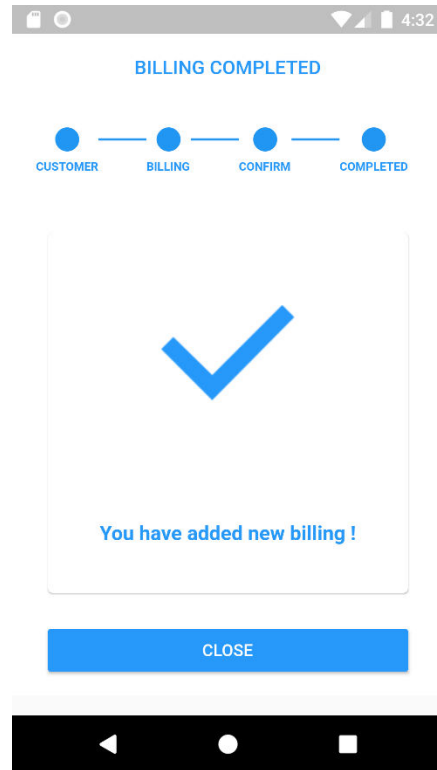 4:32
BILLING COMPLETED
CUSTOMER BILLING CONFIRM COMPLETED
You have added new billing !
CLOSE